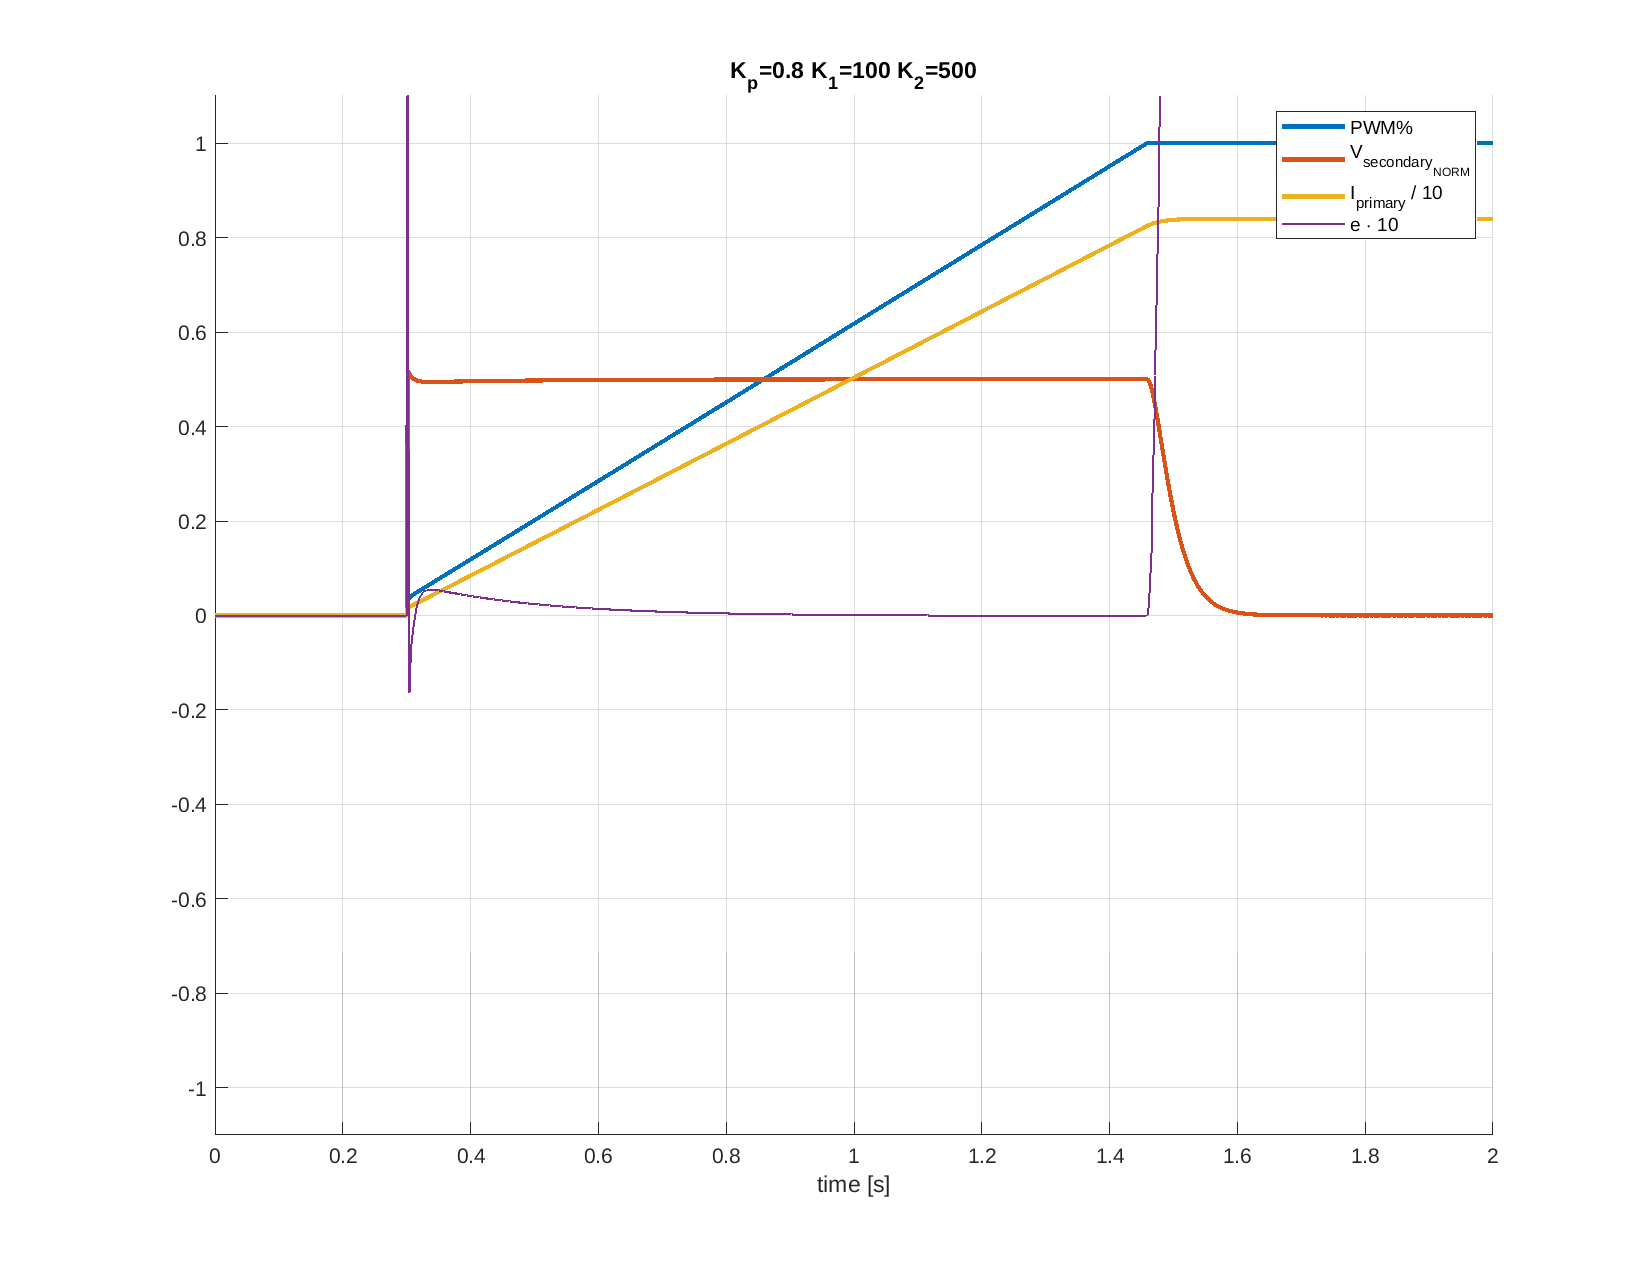 Kp=0.8 K1=100 K2=500
PWM%
VsecondaryNORM
Iprimary / 10
e · 10
1
0.8
0.6
0.4
0.2
0
-0.2
-0.4
-0.6
-0.8
-1
0 0.2 0.4 0.6 0.8 1 1.2 1.4 1.6 1.8 2
time [s]